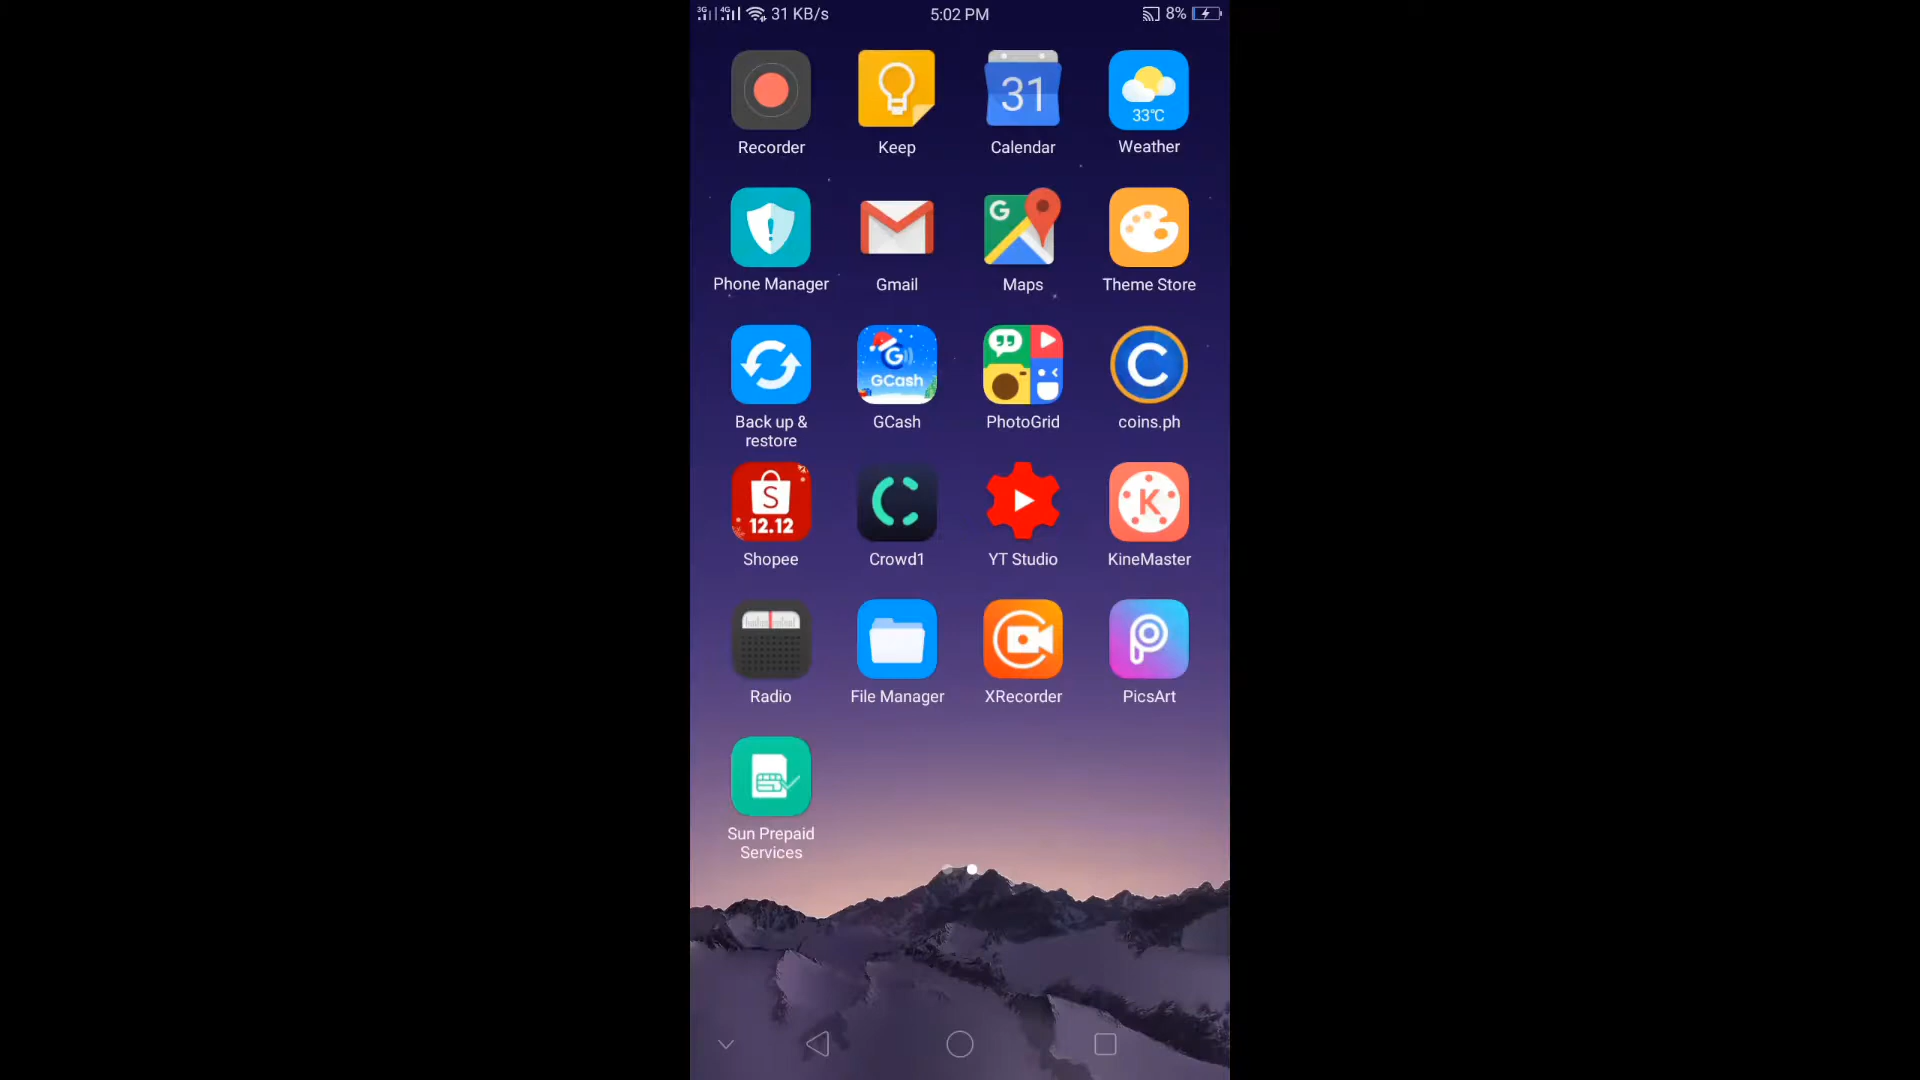 3G 4G 31 KB/s 5:02 PM 8%
31
33°C
Recorder Keep Calendar Weather
G
Phone Manager Gmail Maps Theme Store
G
GCash
C
Back up & restore GCash PhotoGrid coins.ph
S
12.12
K
Shopee Crowd1 YT Studio KineMaster
Radio File Manager XRecorder PicsArt
Sun Prepaid
Services